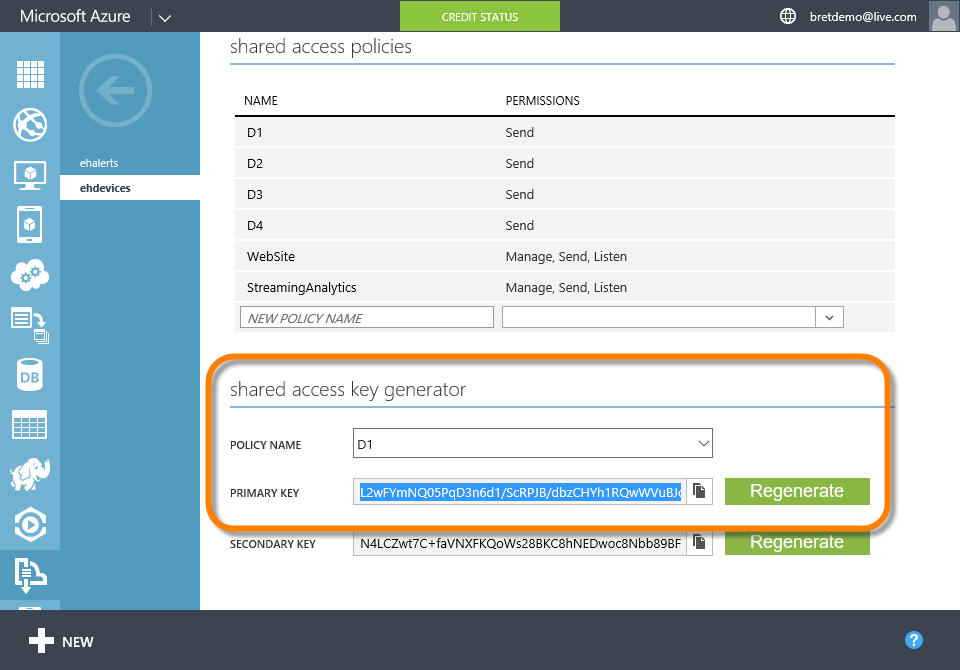 Microsoft Azure
CREDIT STATUS
bretdemo@live.com
shared access policies
NAME PERMISSIONS
D1 Send
D2 Send
D3 Send
D4 Send
WebSite Manage, Send, Listen
StreamingAnalytics Manage, Send, Listen
NEW POLICY NAME
ehalerts
ehdevices
DB
shared access key generator
POLICY NAME D1
PRIMARY KEY L2wFYmNQ05PqD3n6d1/ScRPJB/dbzCHYh1RQwWVuBJ Regenerate
SECONDARY KEY N4LCZwt7C+faVNXFKQoWs28BKC8hNEDwoc8Nbb89BF Regenerate
NEW
?